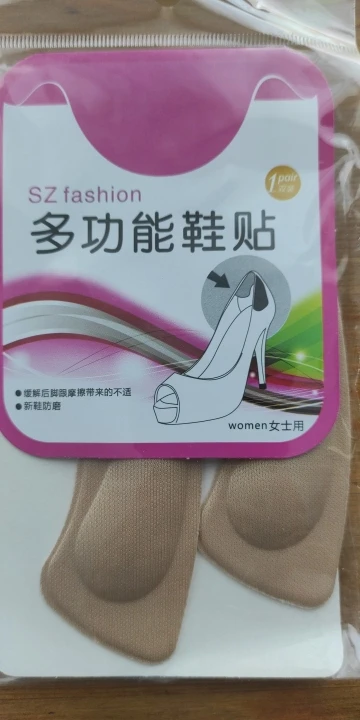 SZ fashion
1 pair
多功能鞋贴
●缓解后脚跟摩擦带来的不适
●新鞋防磨
women女士用